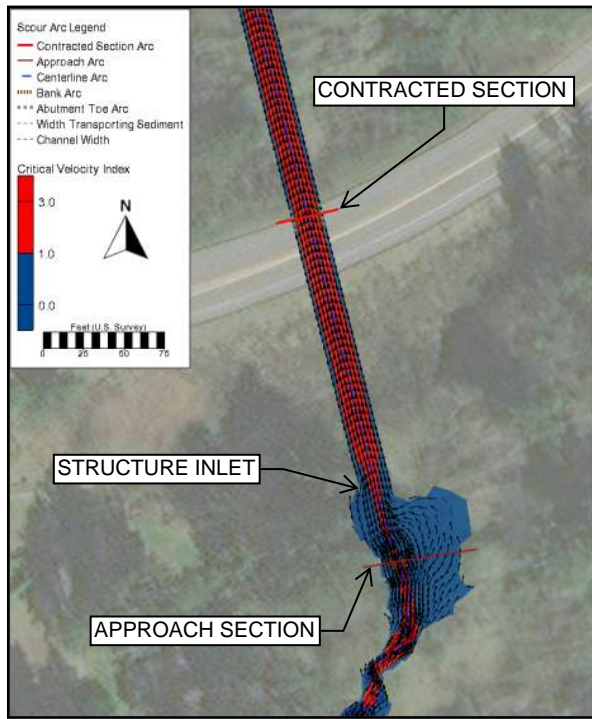 Scour Arc Legend
Contracted Section Arc
Approach Arc
Centerline Arc
Bank Arc
Abutment Toe Arc
Width Transporting Sediment
Channel Width
Critical Velocity Index
3.0
1.0
0.0
N
Feet (U.S. Survey)
0 25 50 75
CONTRACTED SECTION
STRUCTURE INLET
APPROACH SECTION